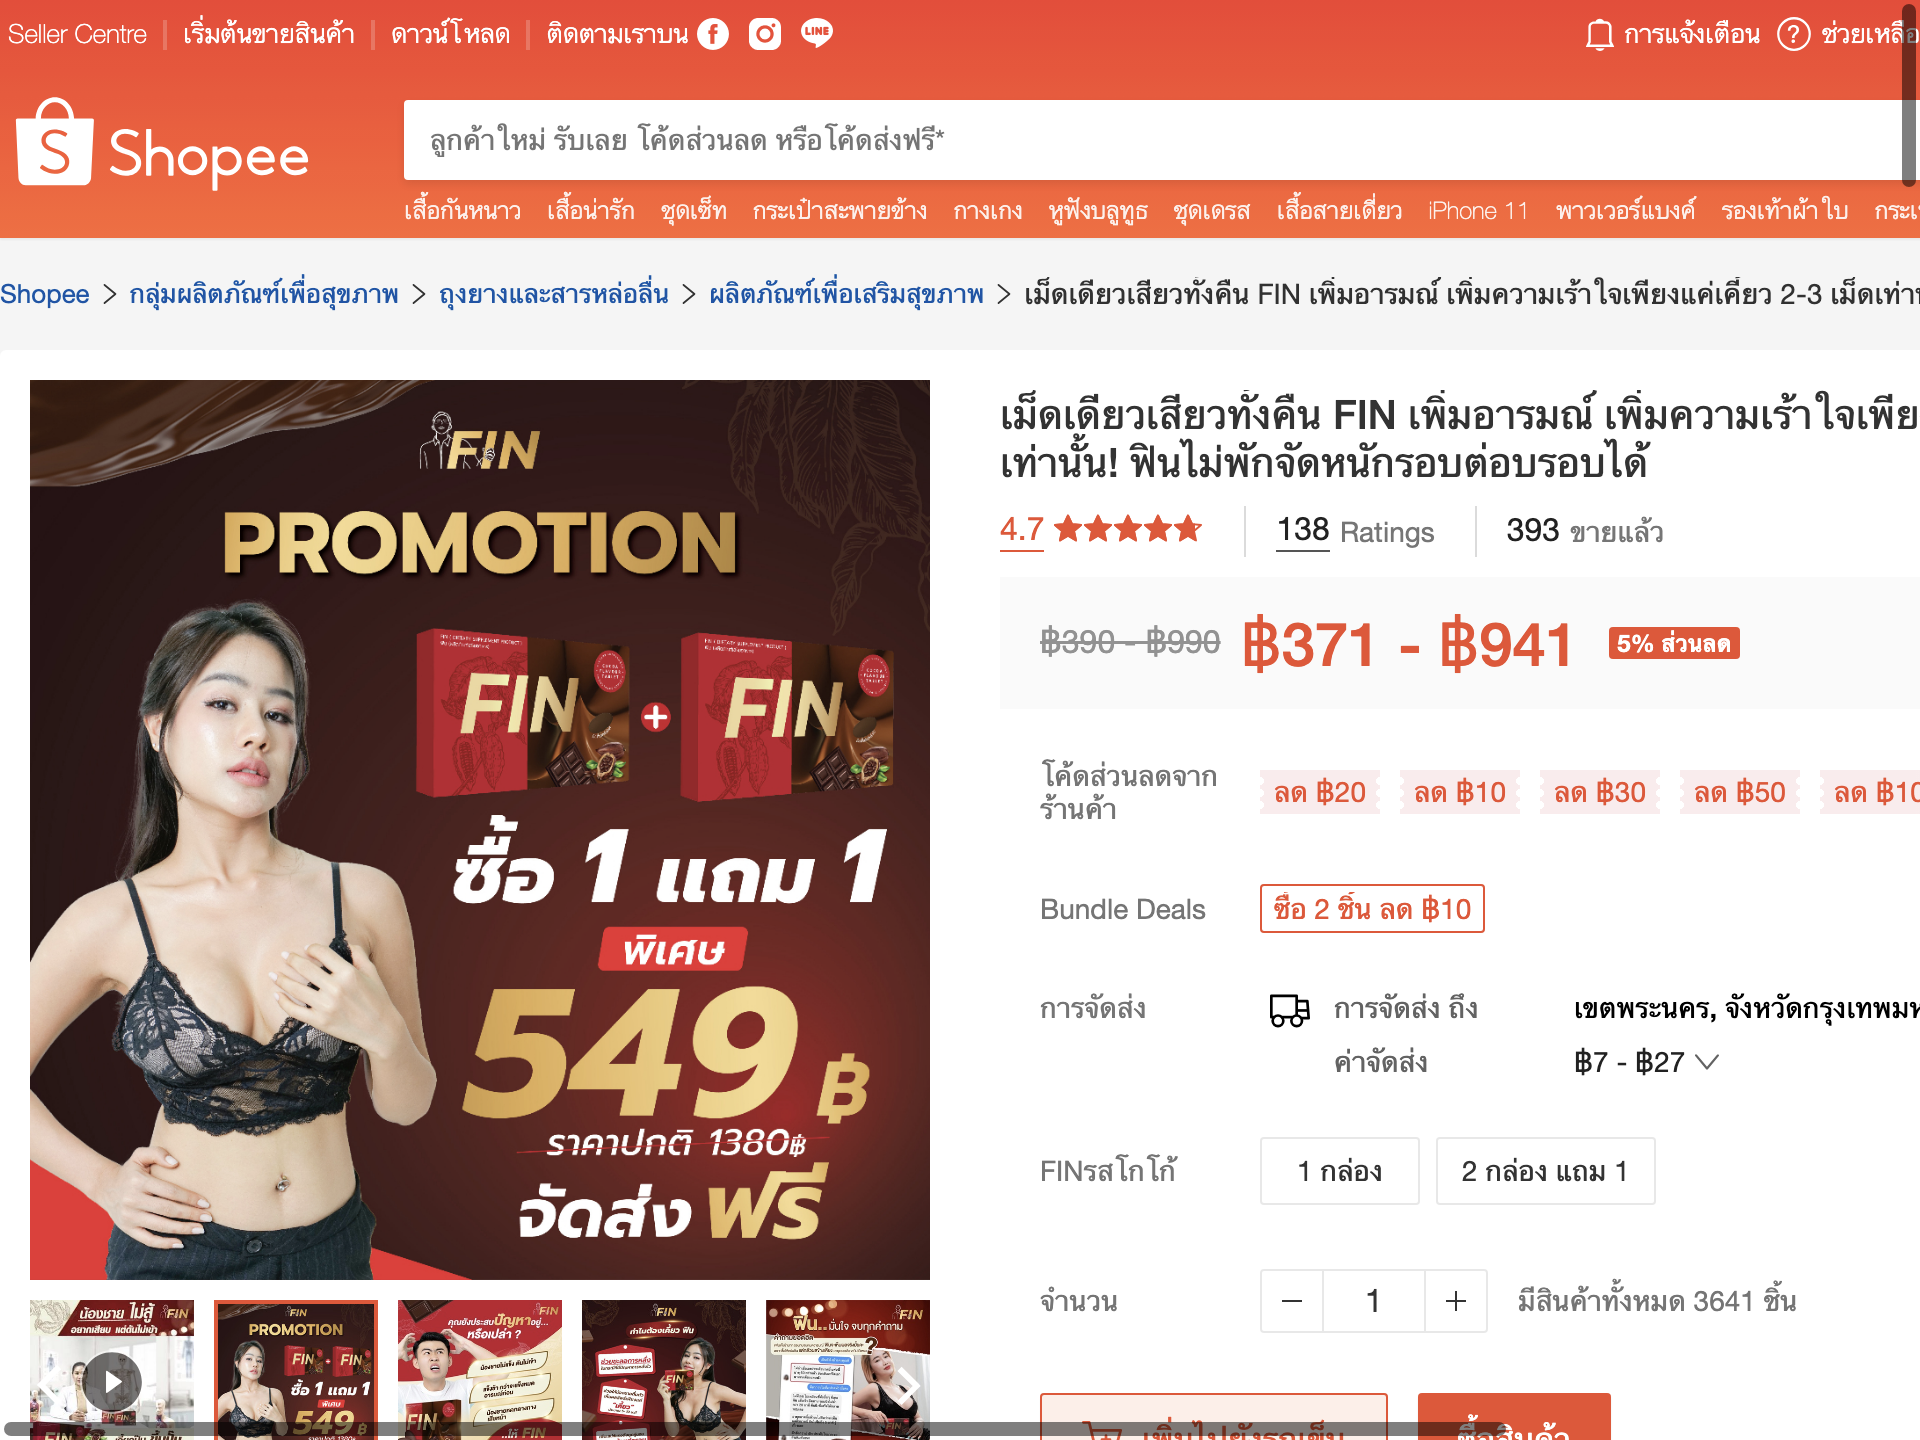 Seller Centre
เริ่มต้นขายสินค้า
ดาวน์โหลด
ติดตามเราบน
LINE
การแจ้งเตือน
ช่วยเหลือ
Shopee
ลูกค้าใหม่ รับเลย โค้ดส่วนลด หรือโค้ดส่งฟรี*
เสื้อกันหนาว เสื้อน่ารัก ชุดเซ็ท กระเป๋าสะพายข้าง กางเกง หูฟังบลูทูธ ชุดเดรส เสื้อสายเดี่ยว iPhone 11 พาวเวอร์แบงค์ รองเท้าผ้าใบ
Shopee > กลุ่มผลิตภัณฑ์เพื่อสุขภาพ > ถุงยางและสารหล่อลื่น > ผลิตภัณฑ์เพื่อเสริมสุขภาพ > เม็ดเดียวเสียวทั้งคืน FIN เพิ่มอารมณ์ เพิ่มความเร้าใจเพียงแค่เคี้ยว 2-3 เม็ดเท่า
FIN
PROMOTION
FIN
COCOA FLAVOUR TABLET
+
FIN
COCOA FLAVOUR TABLET
ซื้อ 1 แถม 1
พิเศษ
549 ฿
ราคาปกติ 1380฿
จัดส่งฟรี
เม็ดเดียวเสียวทั้งคืน FIN เพิ่มอารมณ์ เพิ่มความเร้าใจเพีย
เท่านั้น! ฟินไม่พักจัดหนักรอบต่อบรอบได้
4.7
138 Ratings
393 ขายแล้ว
฿390 - ฿990
฿371 - ฿941
5% ส่วนลด
โค้ดส่วนลดจาก
ร้านค้า
ลด ฿20
ลด ฿10
ลด ฿30
ลด ฿50
ลด ฿10
Bundle Deals
ซื้อ 2 ชิ้น ลด ฿10
การจัดส่ง
การจัดส่ง ถึง
เขตพระนคร, จังหวัดกรุงเทพมห
ค่าจัดส่ง
฿7 - ฿27
FINรสโกโก้
1 กล่อง
2 กล่อง แถม 1
จำนวน
1
มีสินค้าทั้งหมด 3641 ชิ้น
เพิ่มไปยังรถเข็น
ซื้อสินค้า
น้องชาย ไม่สู้
FIN
อยากเสียบ แต่ดันไม่เข้า
FIN
PROMOTION
ซื้อ 1 แถม 1
พิเศษ
549 ฿
FIN
คุณยังประสบปัญหาอยู่...
หรือเปล่า ?
FIN
FIN
ทำไมต้องเคี้ยว ฟิน
FIN
ฟิน..มั่นใจ จบทุกคำถาม